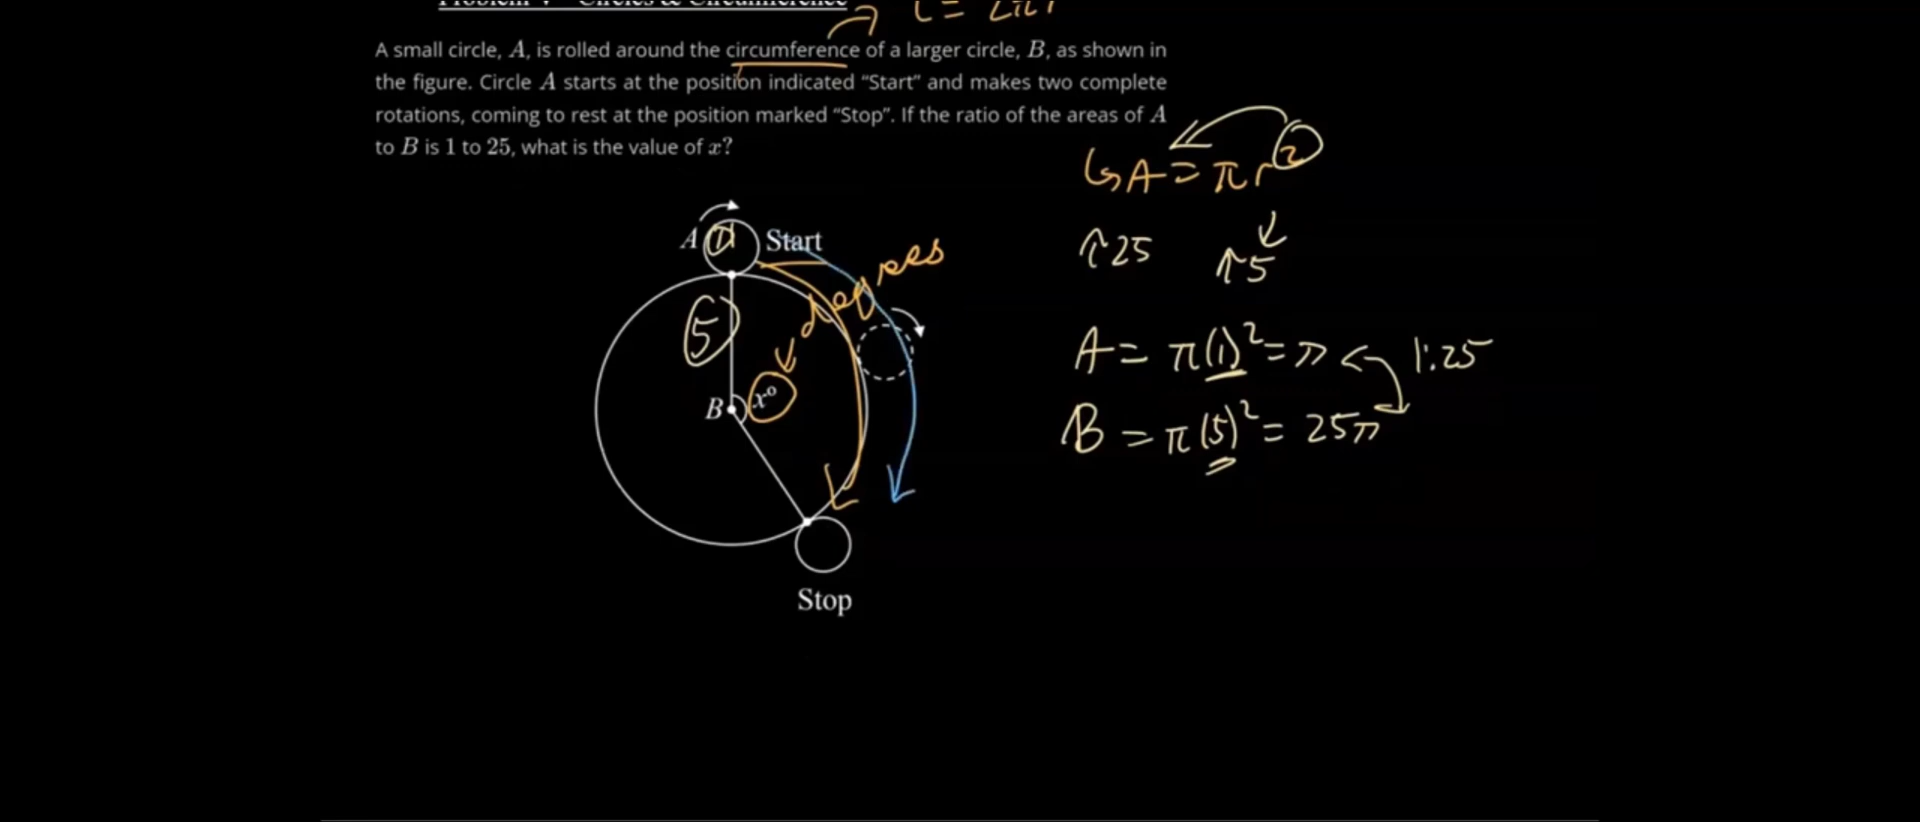 C = 2πr
A small circle, A, is rolled around the circumference of a larger circle, B, as shown in
the figure. Circle A starts at the position indicated “Start” and makes two complete
rotations, coming to rest at the position marked “Stop”. If the ratio of the areas of A
to B is 1 to 25, what is the value of x?
A = πr²
A 1 Start
degrees
↑25 ↑5
5
A = π(1)² = π 1:25
B x°
B = π(5)² = 25π
Stop